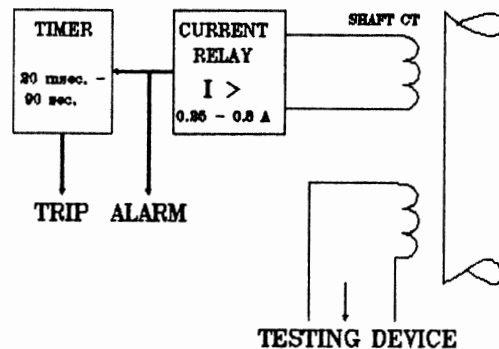 TIMER
20 msec. -
90 sec.
CURRENT
RELAY
I >
0.25 - 0.5 A
SHAFT CT
TRIP
ALARM
TESTING DEVICE